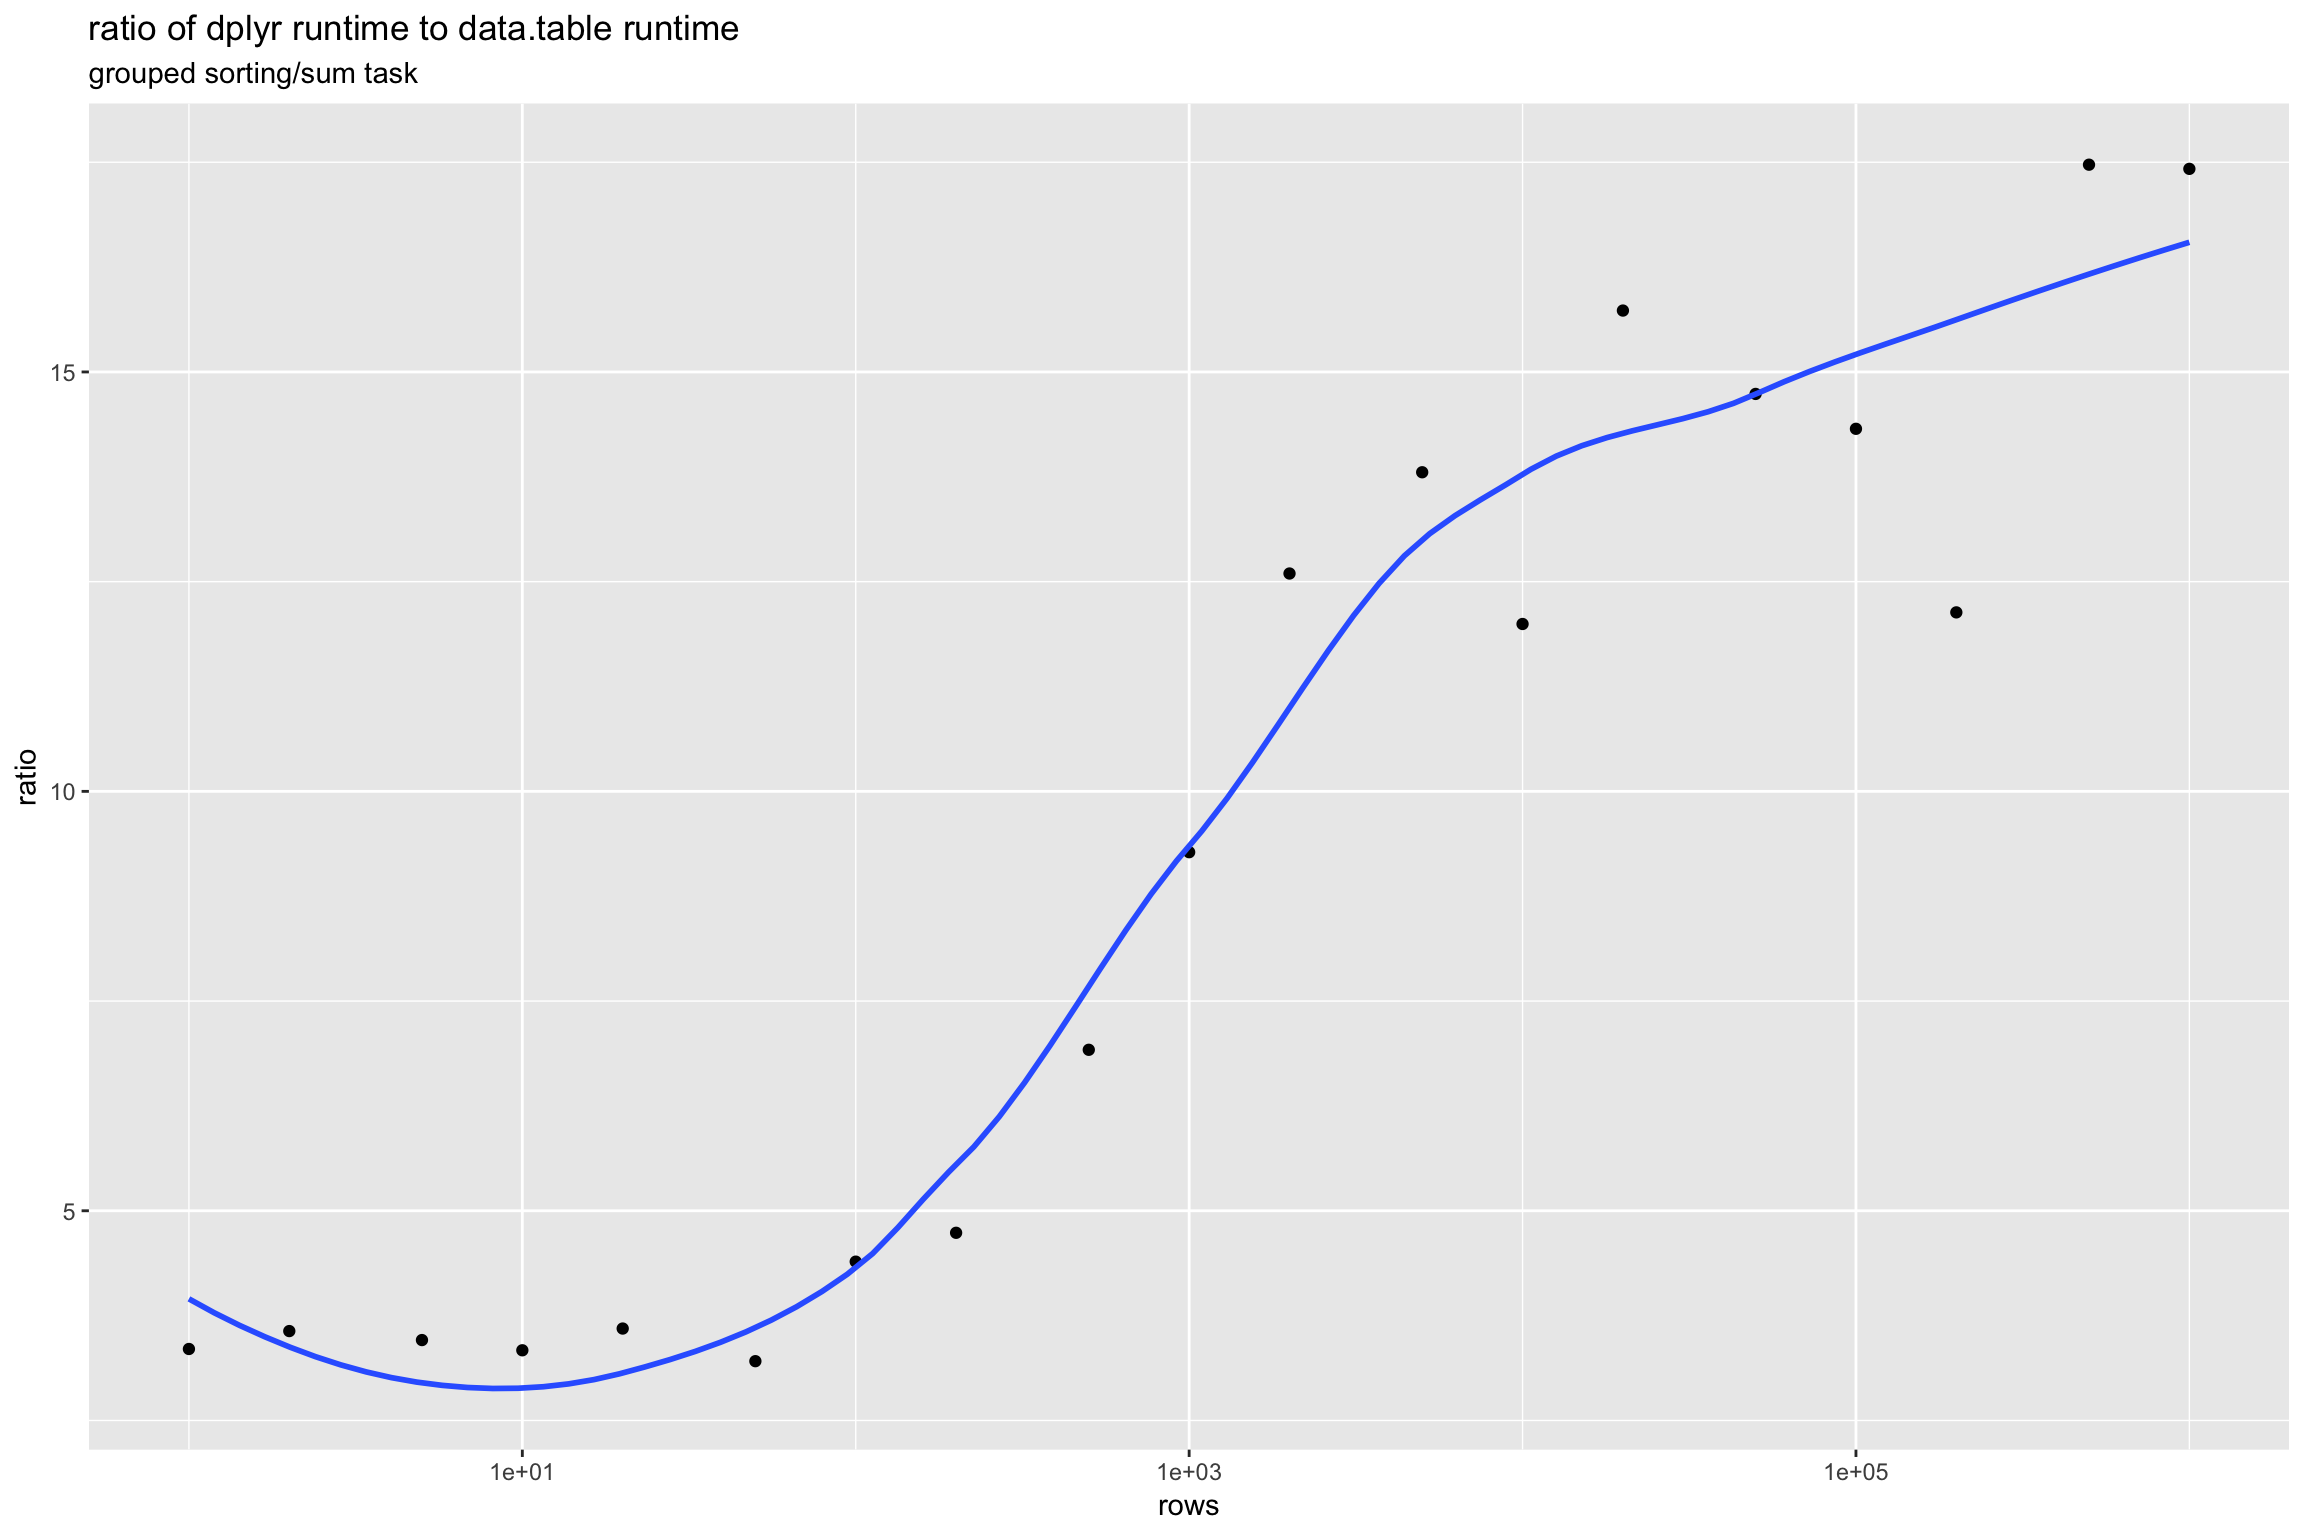 ratio of dplyr runtime to data.table runtime
grouped sorting/sum task
ratio
15
10
5
1e+01
1e+03
1e+05
rows